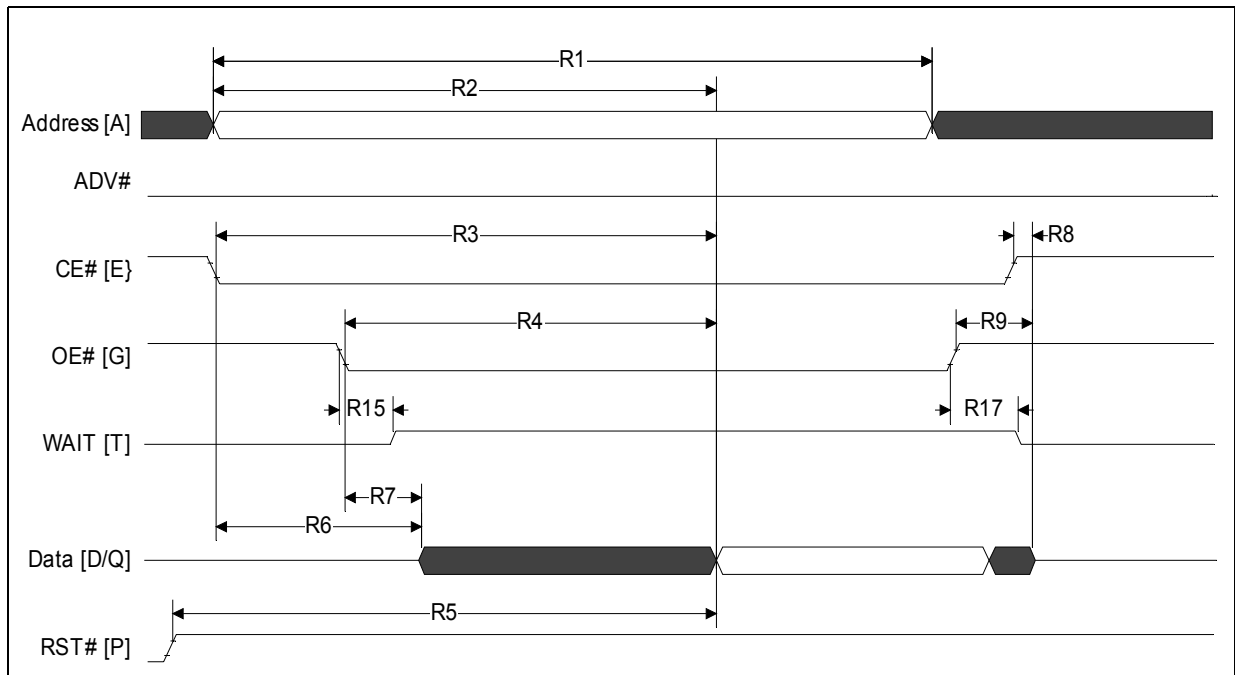 R1
R2
Address [A]
ADV#
R3
R8
CE# [E}
R4
R9
OE# [G]
R15
R17
WAIT [T]
R7
R6
Data [D/Q]
R5
RST# [P]